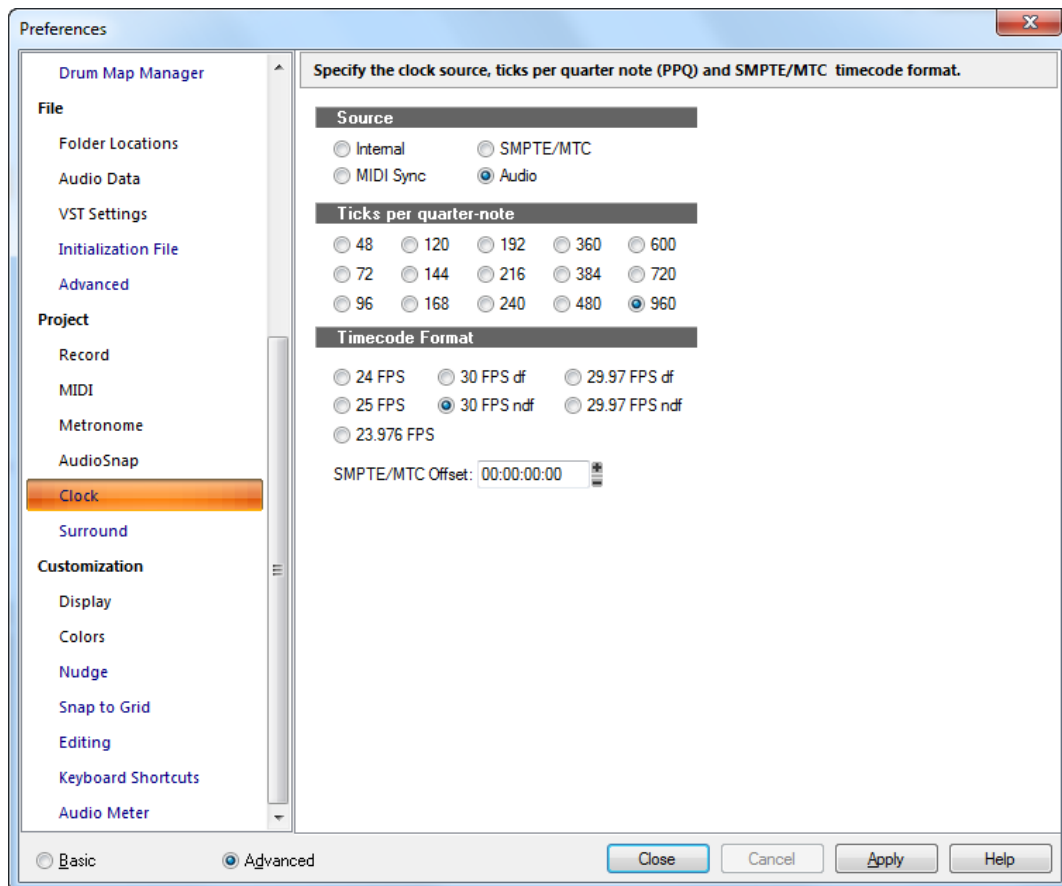 Preferences
x
Drum Map Manager
File
Folder Locations
Audio Data
VST Settings
Initialization File
Advanced
Project
Record
MIDI
Metronome
AudioSnap
Clock
Surround
Customization
Display
Colors
Nudge
Snap to Grid
Editing
Keyboard Shortcuts
Audio Meter
Specify the clock source, ticks per quarter note (PPQ) and SMPTE/MTC timecode format.
Source
Internal SMPTE/MTC
MIDI Sync Audio
Ticks per quarter-note
48 120 192 360 600
72 144 216 384 720
96 168 240 480 960
Timecode Format
24 FPS 30 FPS df 29.97 FPS df
25 FPS 30 FPS ndf 29.97 FPS ndf
23.976 FPS
SMPTE/MTC Offset: 00:00:00:00
Basic Advanced Close Cancel Apply Help